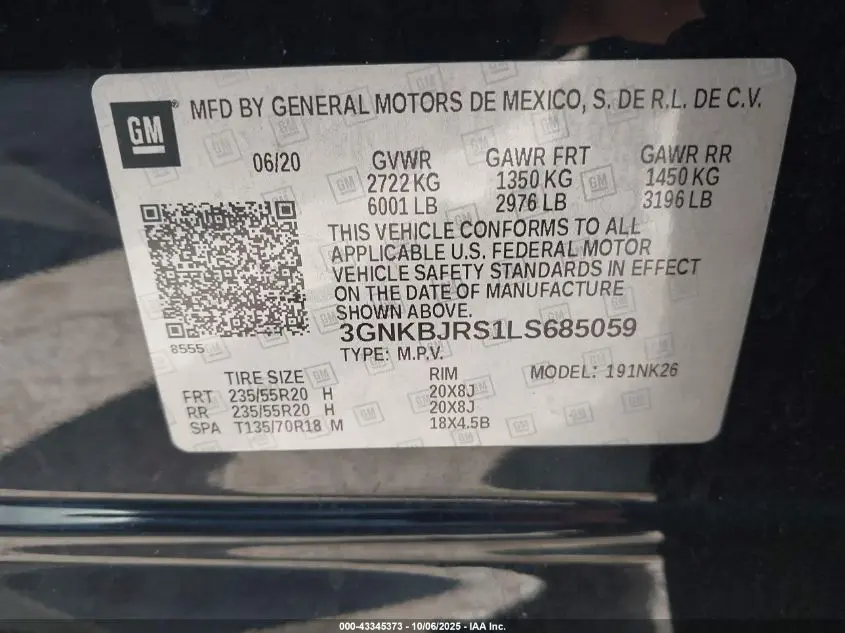 GM
® MFD BY GENERAL MOTORS DE MEXICO, S. DE R.L. DE C.V.
06/20 GVWR GAWR FRT GAWR RR
2722 KG 1350 KG 1450 KG
6001 LB 2976 LB 3196 LB
THIS VEHICLE CONFORMS TO ALL
APPLICABLE U.S. FEDERAL MOTOR
VEHICLE SAFETY STANDARDS IN EFFECT
ON THE DATE OF MANUFACTURE
SHOWN ABOVE.
3GNKBJRS1LS685059
8555 TYPE: M.P.V.
TIRE SIZE RIM MODEL: 191NK26
FRT 235/55R20 H 20X8J
RR 235/55R20 H 20X8J
SPA T135/70R18 M 18X4.5B
000-43345373 - 10/06/2025 - IAA Inc.